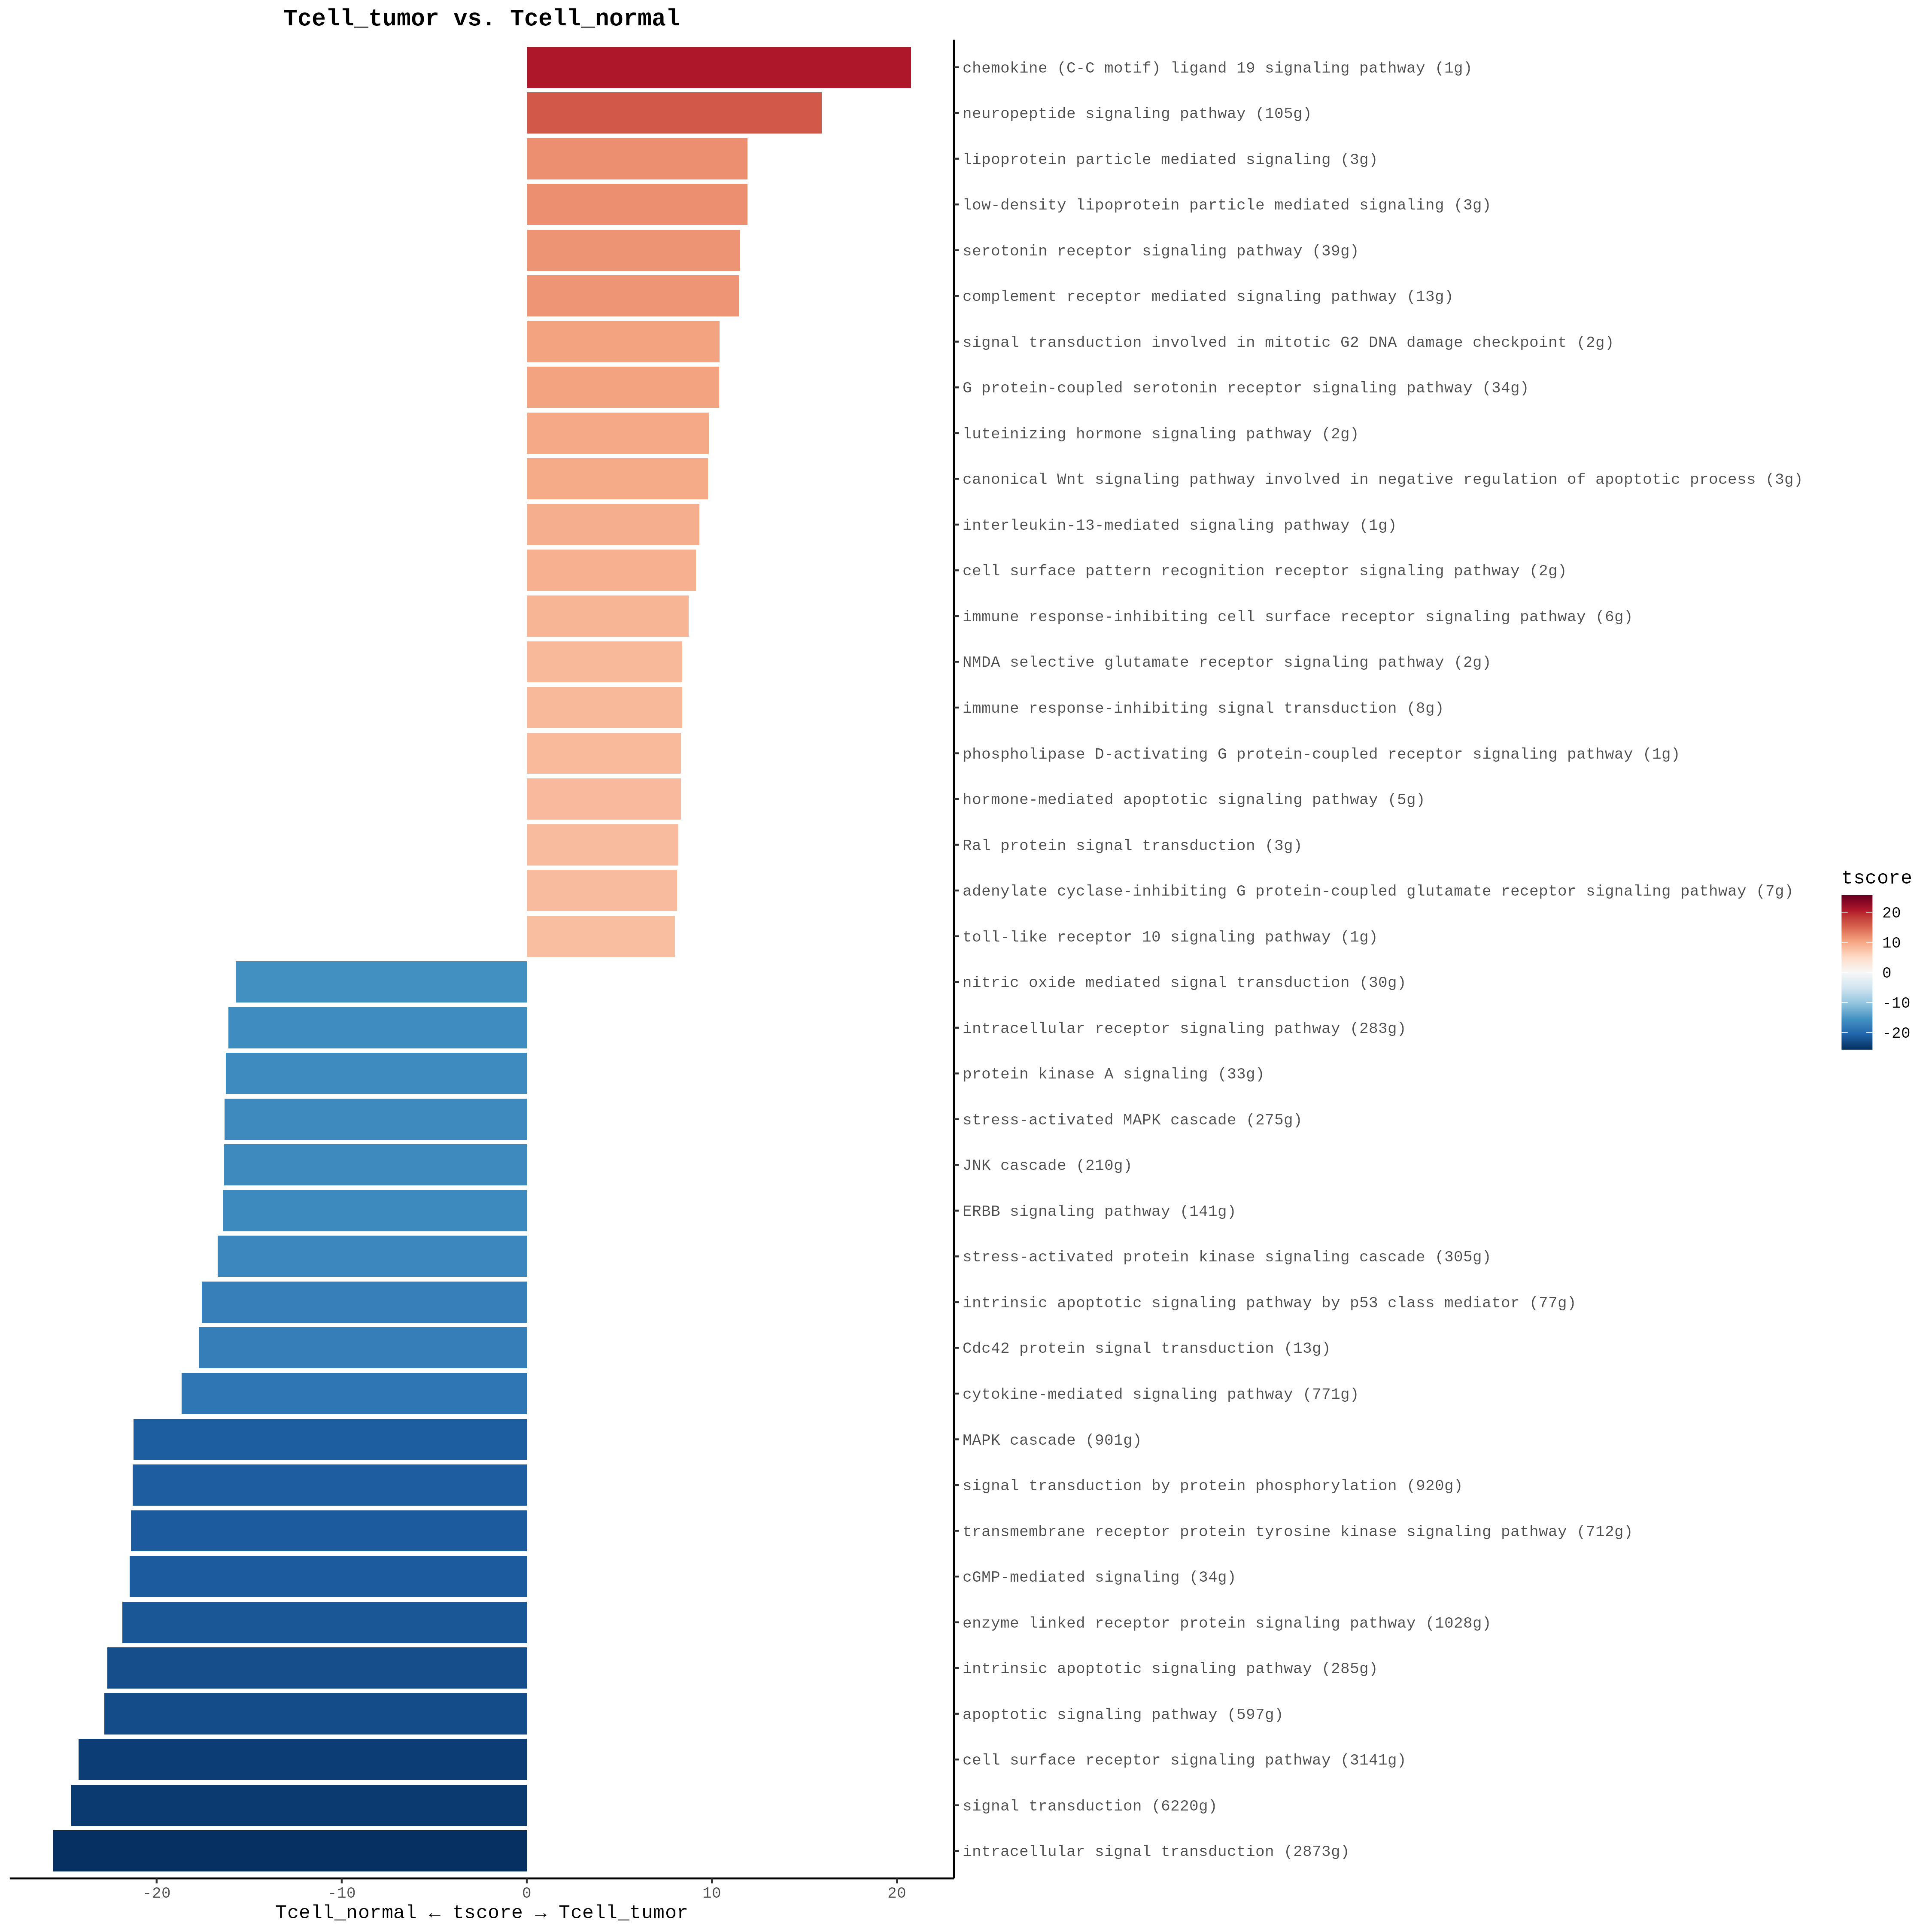 Tcell_tumor vs. Tcell_normal
chemokine (C-C motif) ligand 19 signaling pathway (1g)
neuropeptide signaling pathway (105g)
lipoprotein particle mediated signaling (3g)
low-density lipoprotein particle mediated signaling (3g)
serotonin receptor signaling pathway (39g)
complement receptor mediated signaling pathway (13g)
signal transduction involved in mitotic G2 DNA damage checkpoint (2g)
G protein-coupled serotonin receptor signaling pathway (34g)
luteinizing hormone signaling pathway (2g)
canonical Wnt signaling pathway involved in negative regulation of apoptotic process (3g)
interleukin-13-mediated signaling pathway (1g)
cell surface pattern recognition receptor signaling pathway (2g)
immune response-inhibiting cell surface receptor signaling pathway (6g)
NMDA selective glutamate receptor signaling pathway (2g)
immune response-inhibiting signal transduction (8g)
phospholipase D-activating G protein-coupled receptor signaling pathway (1g)
hormone-mediated apoptotic signaling pathway (5g)
Ral protein signal transduction (3g)
adenylate cyclase-inhibiting G protein-coupled glutamate receptor signaling pathway (7g)
toll-like receptor 10 signaling pathway (1g)
nitric oxide mediated signal transduction (30g)
intracellular receptor signaling pathway (283g)
protein kinase A signaling (33g)
stress-activated MAPK cascade (275g)
JNK cascade (210g)
ERBB signaling pathway (141g)
stress-activated protein kinase signaling cascade (305g)
intrinsic apoptotic signaling pathway by p53 class mediator (77g)
Cdc42 protein signal transduction (13g)
cytokine-mediated signaling pathway (771g)
MAPK cascade (901g)
signal transduction by protein phosphorylation (920g)
transmembrane receptor protein tyrosine kinase signaling pathway (712g)
cGMP-mediated signaling (34g)
enzyme linked receptor protein signaling pathway (1028g)
intrinsic apoptotic signaling pathway (285g)
apoptotic signaling pathway (597g)
cell surface receptor signaling pathway (3141g)
signal transduction (6220g)
intracellular signal transduction (2873g)
-20 -10 0 10 20
Tcell_normal ← tscore → Tcell_tumor
tscore
20
10
0
-10
-20